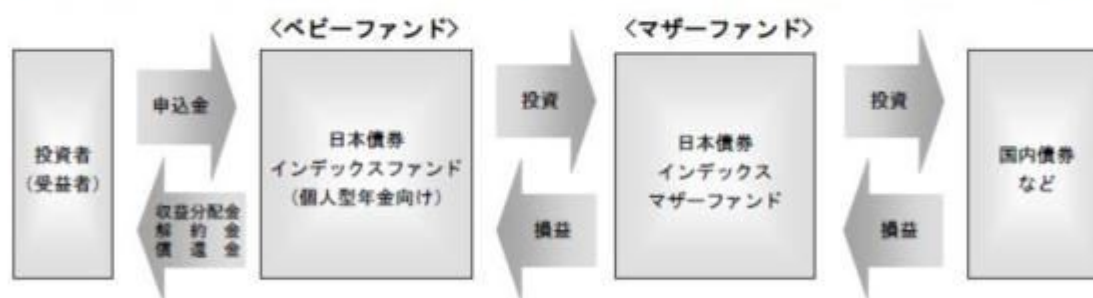 〈ベビーファンド〉
〈マザーファンド〉
投資者
(受益者)
申込金
収益分配金
解約金
償還金
日本債券
インデックスファンド
(個人型年金向け)
投資
損益
日本債券
インデックス
マザーファンド
投資
損益
国内債券
など